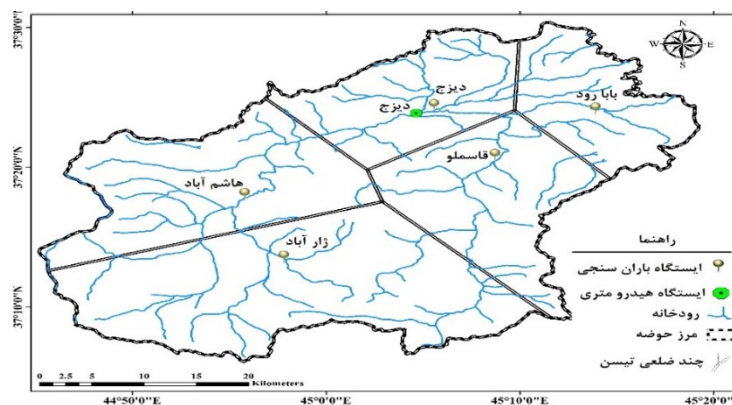 37°30'0"N
37°20'0"N
37°10'0"N
N
W E
S
دیزج
دیزج
بابا رود
قاسملو
هاشم آباد
ژار آباد
راهنما
ایستگاه باران سنجی
ایستگاه هیدرو متری
رودخانه
مرز حوضه
چند ضلعی تیسن
0 2.5 5 10 15 20
Kilometers
44°50'0"E 45°0'0"E 45°10'0"E 45°20'0"E